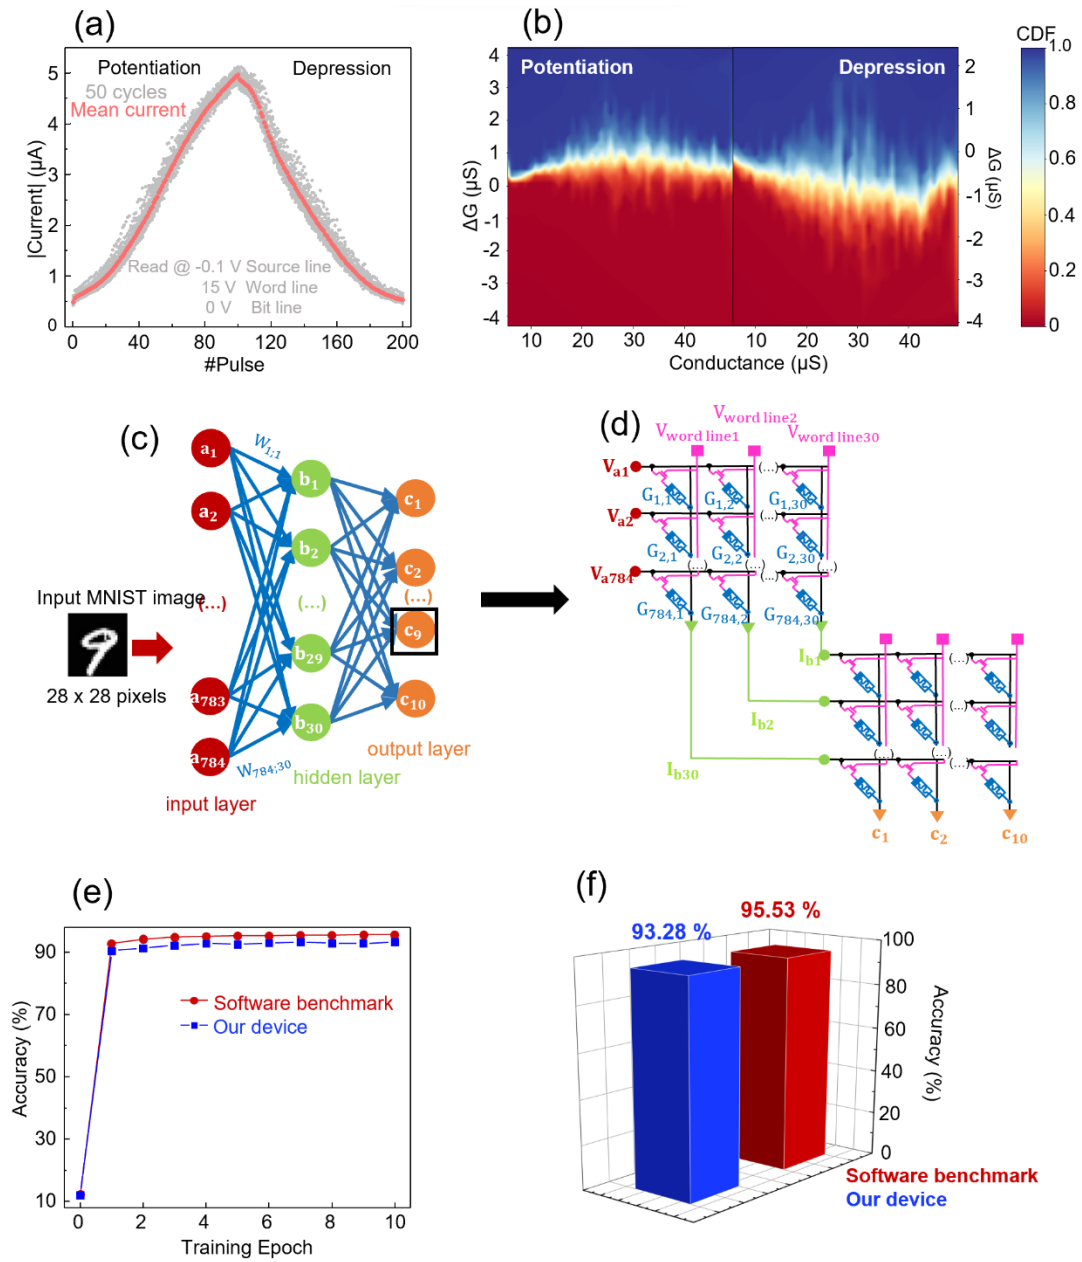 (a)
Potentiation
Depression
50 cycles
Mean current
Read @ -0.1 V Source line
15 V Word line
0 V Bit line
|Current| (μA)
5
4
3
2
1
0
0 40 80 120 160 200
#Pulse
(b)
CDF
Potentiation
Depression
ΔG (μS)
4
3
2
1
0
-1
-2
-3
-4
10 20 30 40 10 20 30 40
Conductance (μS)
2
1
0
-1
-2
-3
-4
ΔG (μS)
1.0
0.8
0.6
0.4
0.2
0
(c)
a1
a2
(...)
a783
a784
W1;1
W784;30
b1
b2
(...)
b29
b30
c1
c2
(...)
c9
c10
Input MNIST image
28 x 28 pixels
input layer
hidden layer
output layer
(d)
Vword line1
Vword line2
Vword line30
Va1
Va2
Va784
G1,1 G1,2 G1,30
G2,1 G2,2 G2,30
G784,1 G784,2 G784,30
(...)
(...)
(...)
(...) (...) (...)
Ib1
Ib2
Ib30
(...)
(...)
(...)
(...) (...)
c1 c2 c10
(e)
Accuracy (%)
90
70
50
30
10
0 2 4 6 8 10
Training Epoch
Software benchmark
Our device
(f)
93.28 %
95.53 %
100
80
60
40
20
0
Accuracy (%)
Software benchmark
Our device